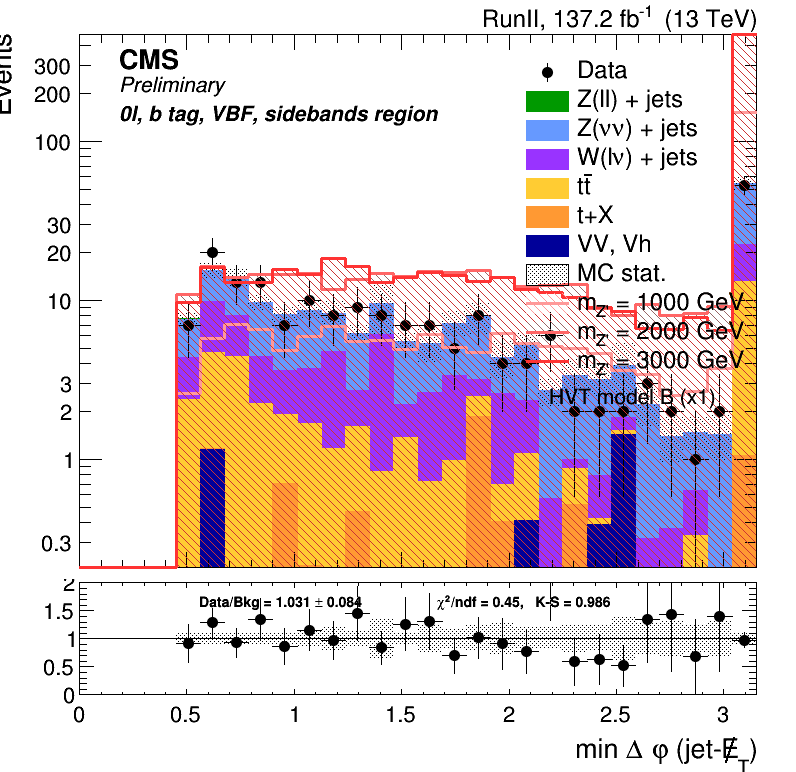 RunII, 137.2 fb⁻¹ (13 TeV)
Events
CMS
Preliminary
0l, b tag, VBF, sidebands region
Data
Z(ll) + jets
Z(νν) + jets
W(lν) + jets
tt̅
t+X
VV, Vh
MC stat.
m_Z' = 1000 GeV
m_Z' = 2000 GeV
m_Z' = 3000 GeV
HVT model B (x1)
300
200
100
30
20
10
3
2
1
0.3
Data/Bkg = 1.031 ± 0.084
χ²/ndf = 0.45, K-S = 0.986
2
1.5
1
0.5
0
0 0.5 1 1.5 2 2.5 3
min Δ φ (jet-E̸_T)